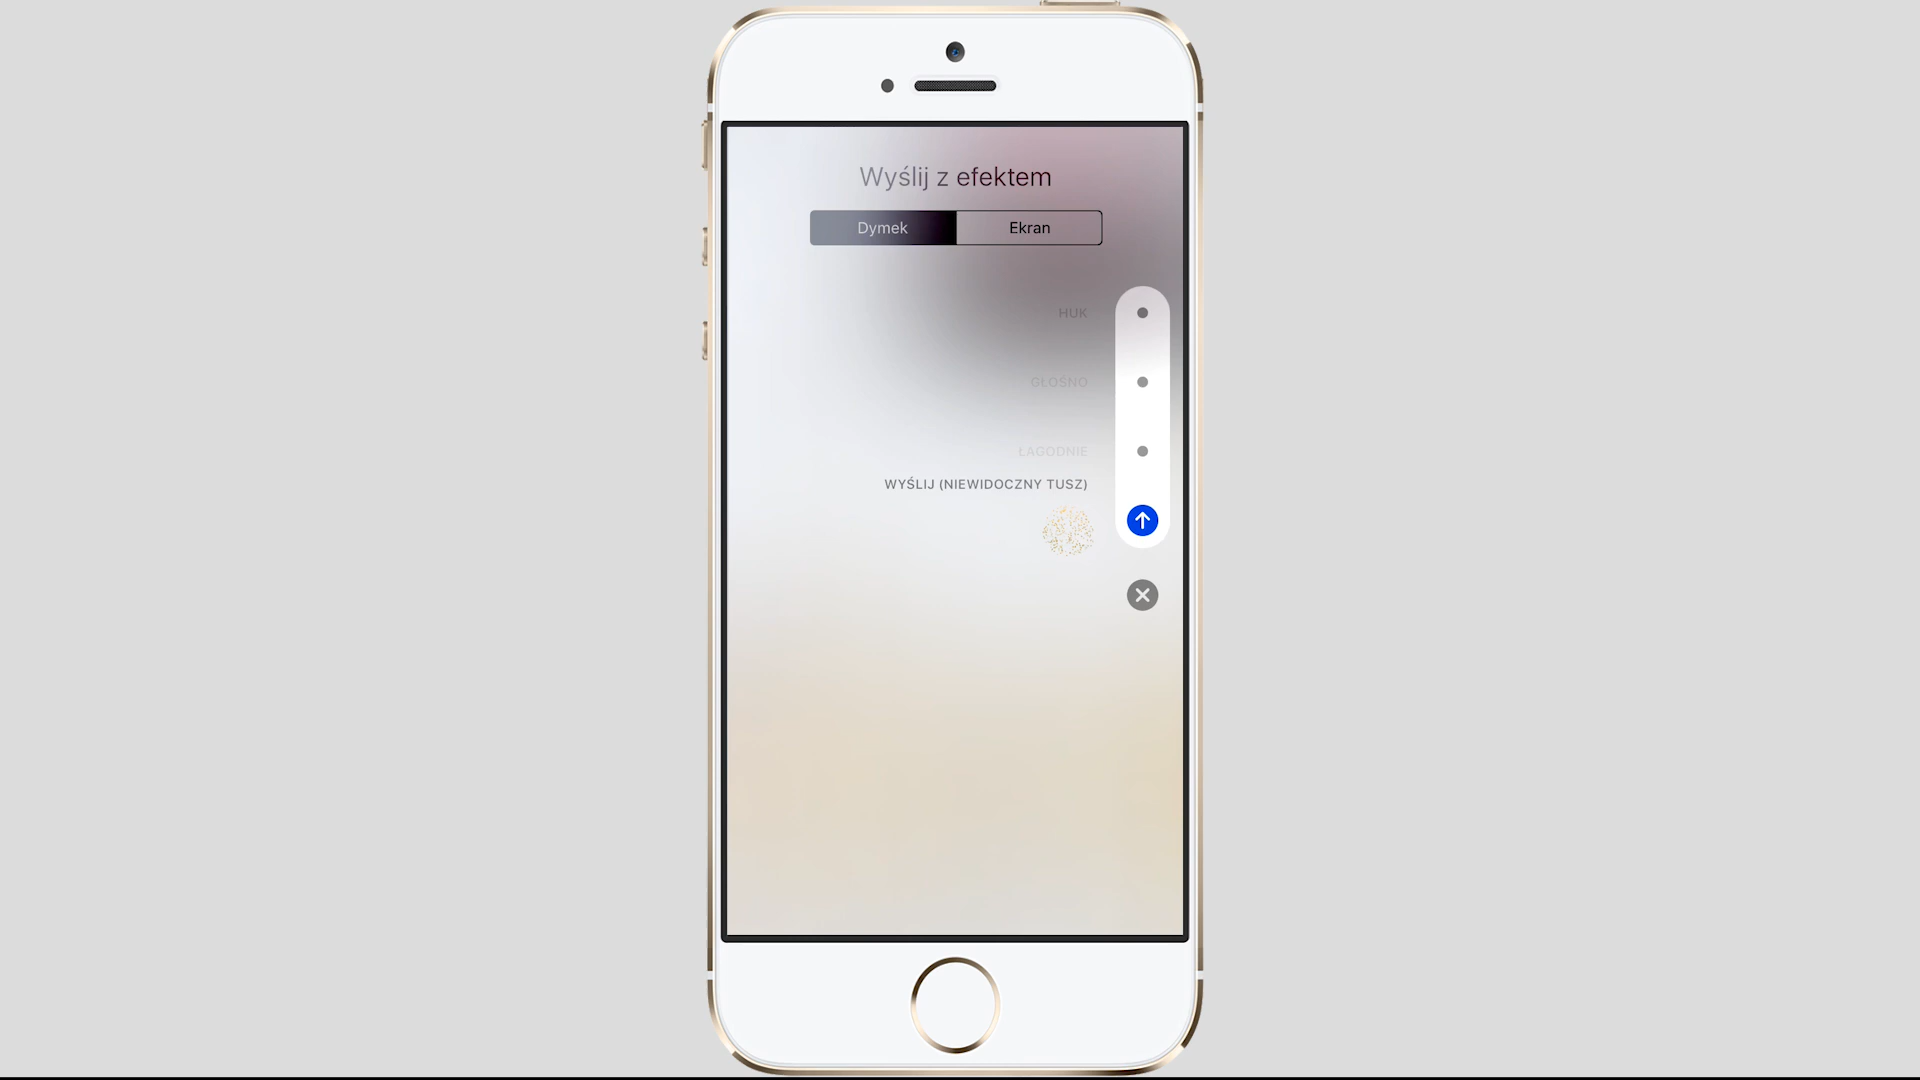 Wyślij z efektem
Dymek
Ekran
HUK
GŁOŚNO
ŁAGODNIE
WYŚLIJ (NIEWIDOCZNY TUSZ)